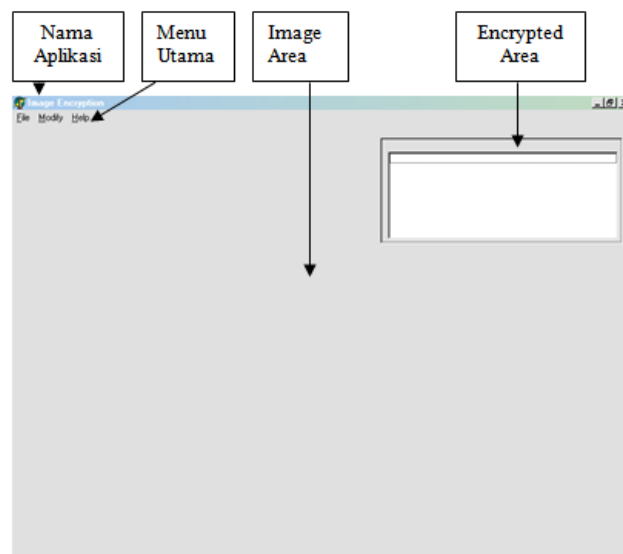 Nama
Aplikasi
Menu
Utama
Image
Area
Encrypted
Area
Image Encryption
File Modify Help